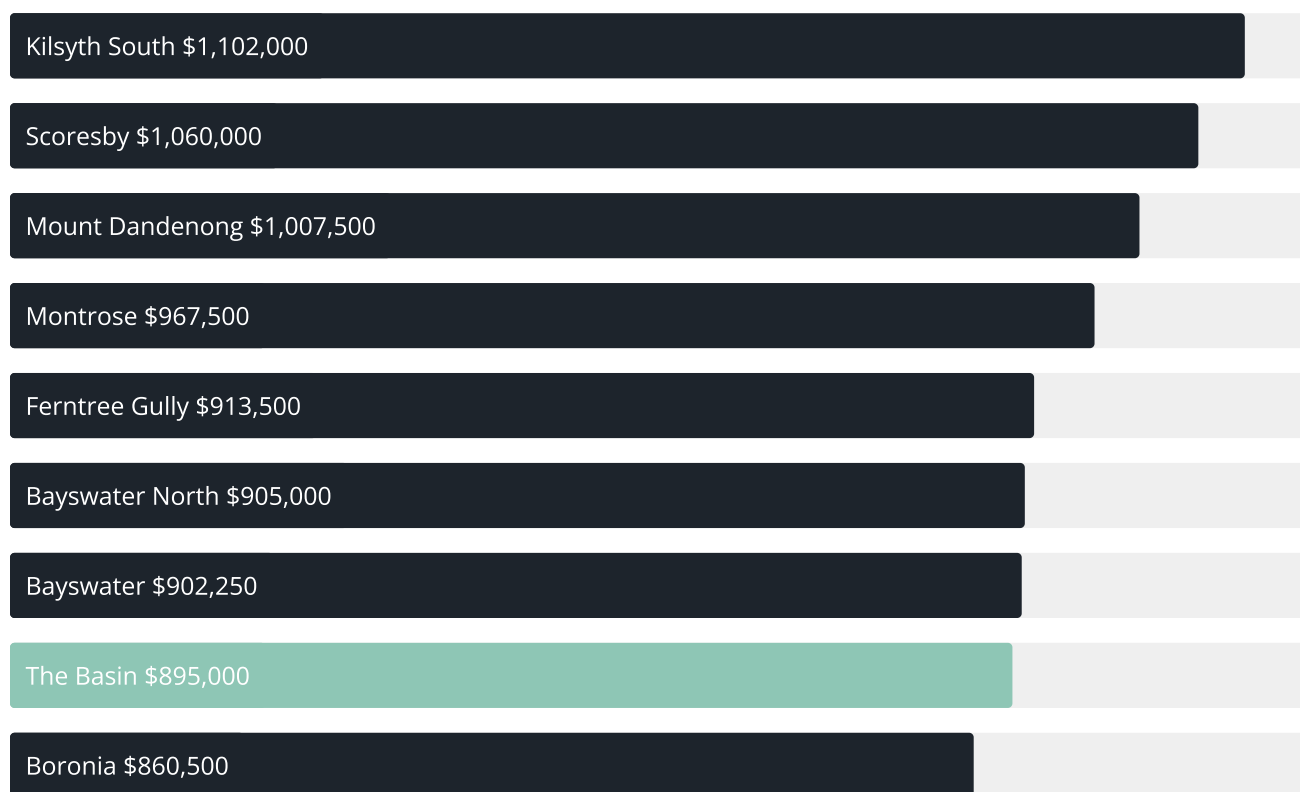 Kilsyth South $1,102,000
Scoresby $1,060,000
Mount Dandenong $1,007,500
Montrose $967,500
Ferntree Gully $913,500
Bayswater North $905,000
Bayswater $902,250
The Basin $895,000
Boronia $860,500